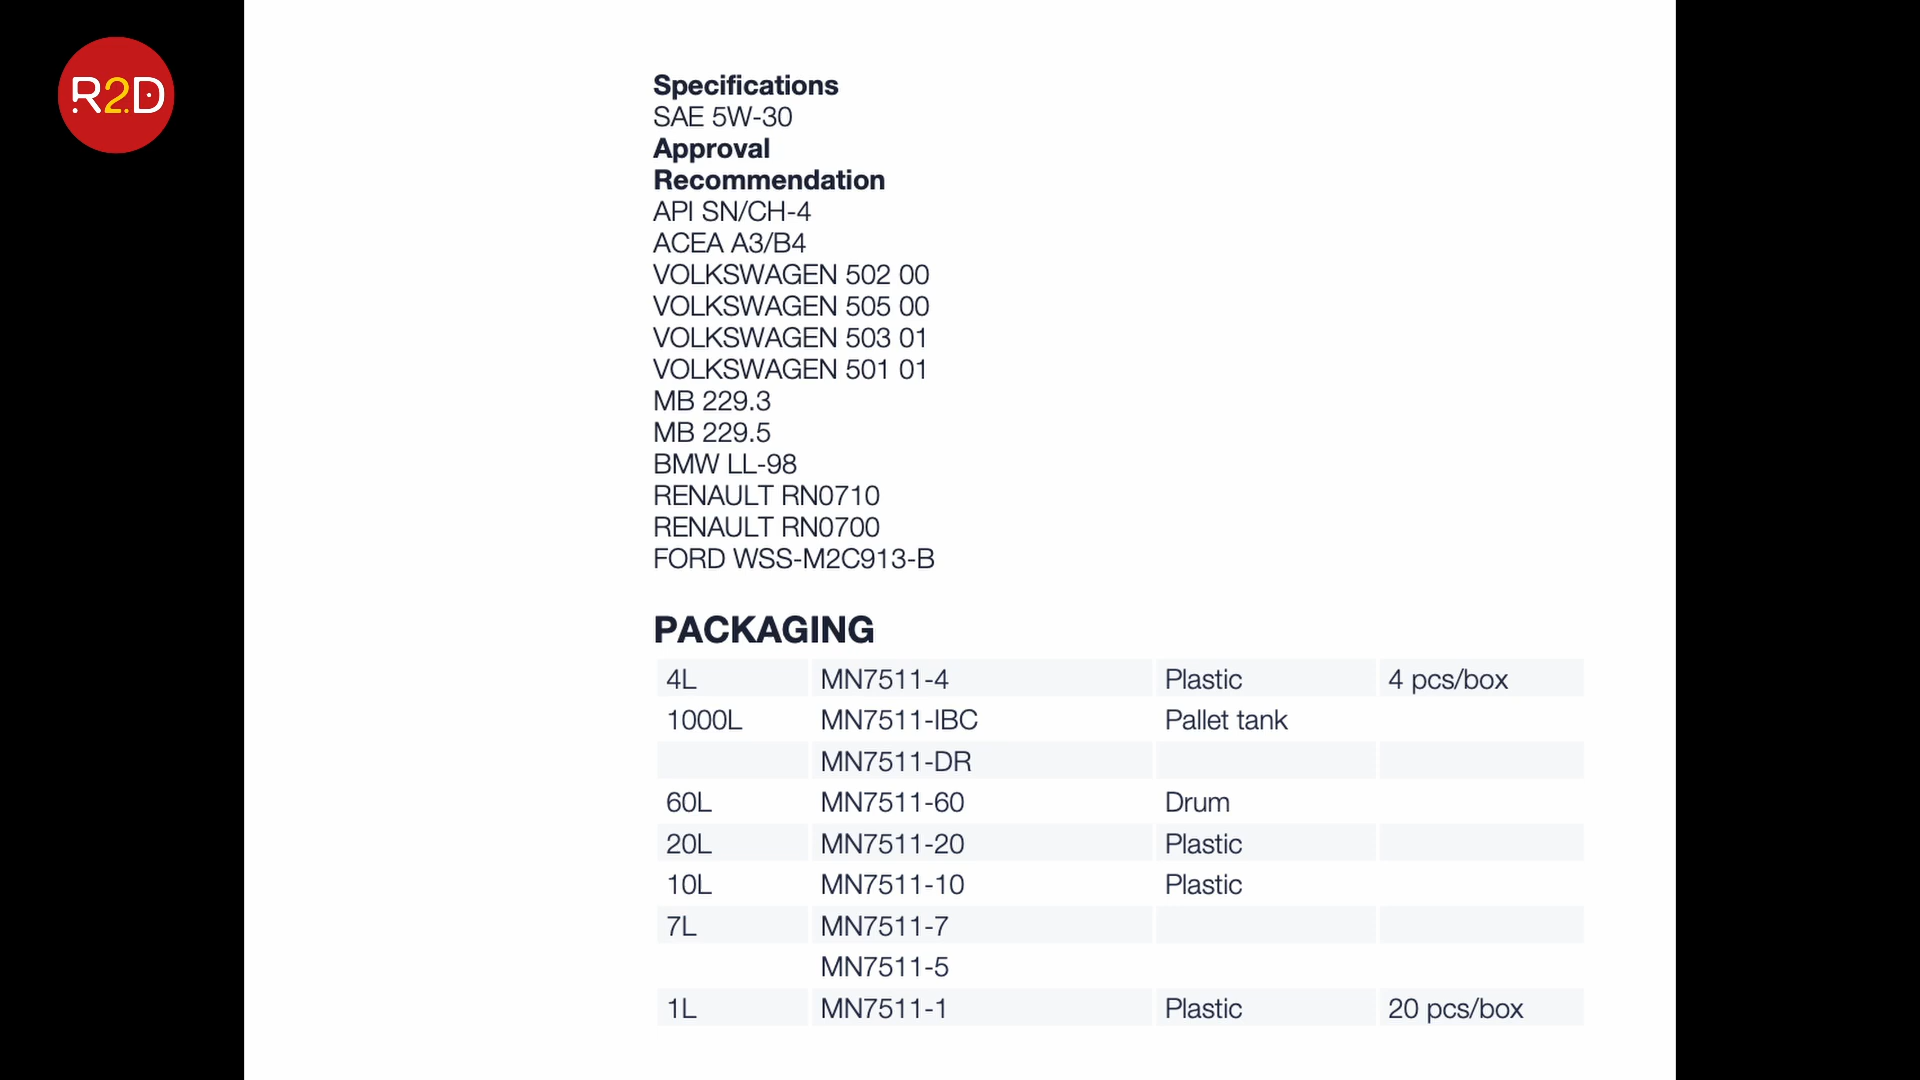 R2D
Specifications
SAE 5W-30
Approval
Recommendation
API SN/CH-4
ACEA A3/B4
VOLKSWAGEN 502 00
VOLKSWAGEN 505 00
VOLKSWAGEN 503 01
VOLKSWAGEN 501 01
MB 229.3
MB 229.5
BMW LL-98
RENAULT RN0710
RENAULT RN0700
FORD WSS-M2C913-B
PACKAGING
4L MN7511-4 Plastic 4 pcs/box
1000L MN7511-IBC Pallet tank
MN7511-DR
60L MN7511-60 Drum
20L MN7511-20 Plastic
10L MN7511-10 Plastic
7L MN7511-7
MN7511-5
1L MN7511-1 Plastic 20 pcs/box